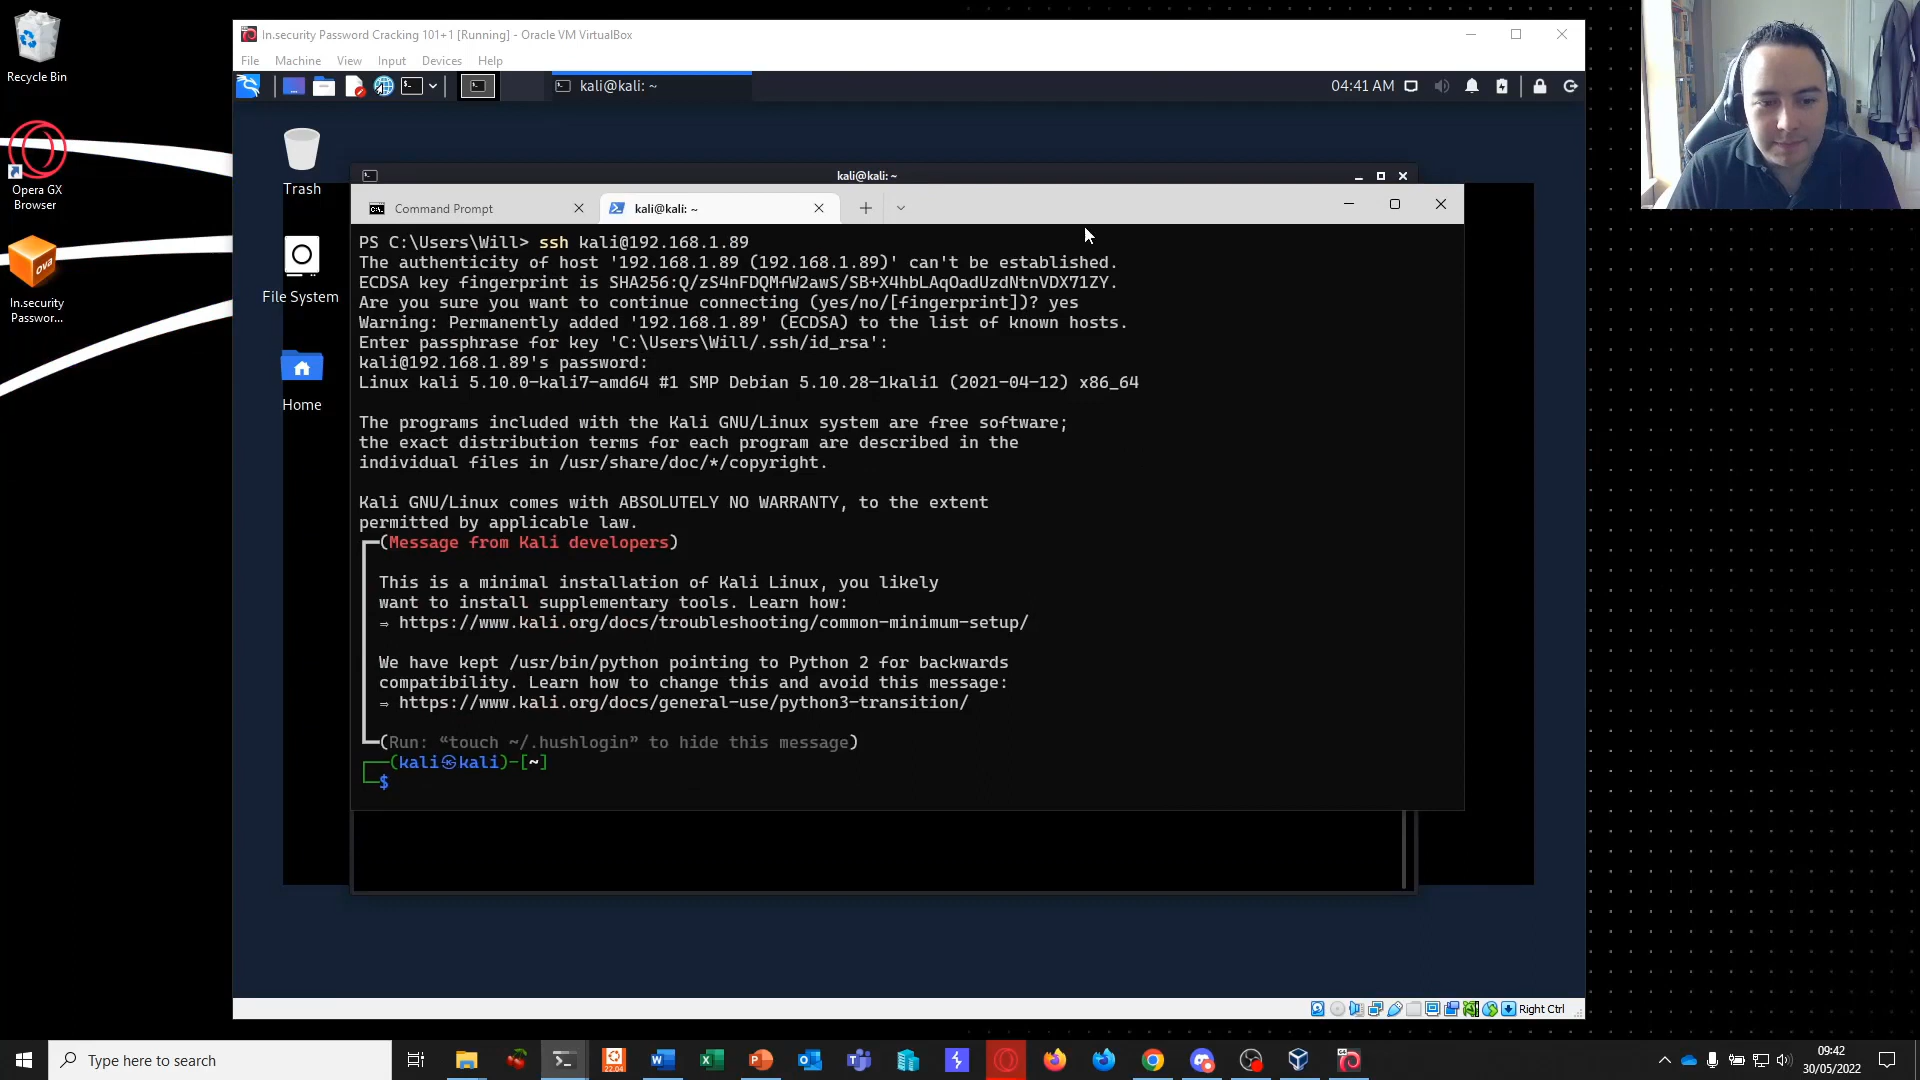 Recycle Bin
Opera GX
Browser
In.security
Passwor...
In.security Password Cracking 101+1 [Running] - Oracle VM VirtualBox
File Machine View Input Devices Help
kali@kali: ~
04:41 AM
Trash
File System
Home
kali@kali: ~
Command Prompt
kali@kali: ~
PS C:\Users\Will> ssh kali@192.168.1.89
The authenticity of host '192.168.1.89 (192.168.1.89)' can't be established.
ECDSA key fingerprint is SHA256:Q/zS4nFDQMfW2awS/SB+X4hbLAqOadUzdNtnVDX71ZY.
Are you sure you want to continue connecting (yes/no/[fingerprint])? yes
Warning: Permanently added '192.168.1.89' (ECDSA) to the list of known hosts.
Enter passphrase for key 'C:\Users\Will/.ssh/id_rsa':
kali@192.168.1.89's password:
Linux kali 5.10.0-kali7-amd64 #1 SMP Debian 5.10.28-1kali1 (2021-04-12) x86_64
The programs included with the Kali GNU/Linux system are free software;
the exact distribution terms for each program are described in the
individual files in /usr/share/doc/*/copyright.
Kali GNU/Linux comes with ABSOLUTELY NO WARRANTY, to the extent
permitted by applicable law.
(Message from Kali developers)
This is a minimal installation of Kali Linux, you likely
want to install supplementary tools. Learn how:
⇒ https://www.kali.org/docs/troubleshooting/common-minimum-setup/
We have kept /usr/bin/python pointing to Python 2 for backwards
compatibility. Learn how to change this and avoid this message:
⇒ https://www.kali.org/docs/general-use/python3-transition/
(Run: “touch ~/.hushlogin” to hide this message)
(kali㉿kali)-[~]
$
Right Ctrl
Type here to search
22.04
09:42
30/05/2022